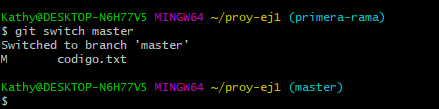 Kathy@DESKTOP-N6H77V5 MINGW64 ~/proy-ej1 (primera-rama)
$ git switch master
Switched to branch 'master'
M       codigo.txt

Kathy@DESKTOP-N6H77V5 MINGW64 ~/proy-ej1 (master)
$